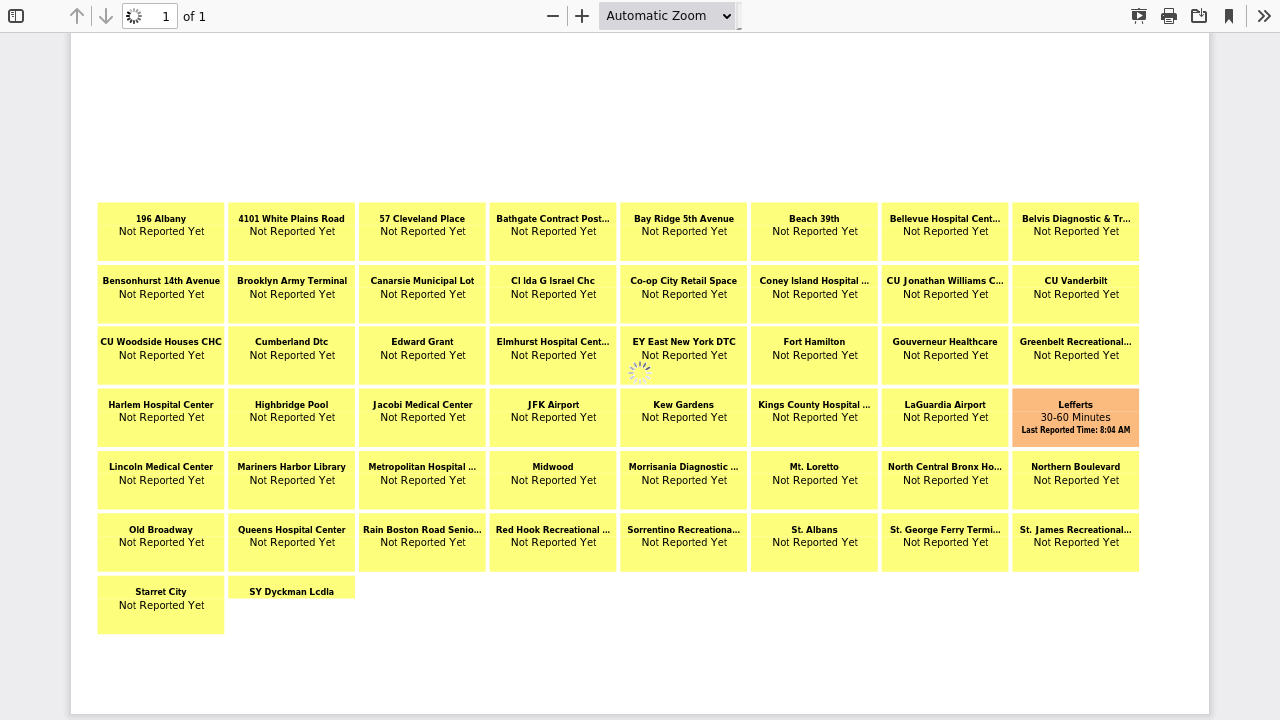 1 of 1 Automatic Zoom
196 Albany
Not Reported Yet
4101 White Plains Road
Not Reported Yet
57 Cleveland Place
Not Reported Yet
Bathgate Contract Post...
Not Reported Yet
Bay Ridge 5th Avenue
Not Reported Yet
Beach 39th
Not Reported Yet
Bellevue Hospital Cent...
Not Reported Yet
Belvis Diagnostic & Tr...
Not Reported Yet
Bensonhurst 14th Avenue
Not Reported Yet
Brooklyn Army Terminal
Not Reported Yet
Canarsie Municipal Lot
Not Reported Yet
CI Ida G Israel Chc
Not Reported Yet
Co-op City Retail Space
Not Reported Yet
Coney Island Hospital ...
Not Reported Yet
CU Jonathan Williams C...
Not Reported Yet
CU Vanderbilt
Not Reported Yet
CU Woodside Houses CHC
Not Reported Yet
Cumberland Dtc
Not Reported Yet
Edward Grant
Not Reported Yet
Elmhurst Hospital Cent...
Not Reported Yet
EY East New York DTC
Not Reported Yet
Fort Hamilton
Not Reported Yet
Gouverneur Healthcare
Not Reported Yet
Greenbelt Recreational...
Not Reported Yet
Harlem Hospital Center
Not Reported Yet
Highbridge Pool
Not Reported Yet
Jacobi Medical Center
Not Reported Yet
JFK Airport
Not Reported Yet
Kew Gardens
Not Reported Yet
Kings County Hospital ...
Not Reported Yet
LaGuardia Airport
Not Reported Yet
Lefferts
30-60 Minutes
Last Reported Time: 8:04 AM
Lincoln Medical Center
Not Reported Yet
Mariners Harbor Library
Not Reported Yet
Metropolitan Hospital ...
Not Reported Yet
Midwood
Not Reported Yet
Morrisania Diagnostic ...
Not Reported Yet
Mt. Loretto
Not Reported Yet
North Central Bronx Ho...
Not Reported Yet
Northern Boulevard
Not Reported Yet
Old Broadway
Not Reported Yet
Queens Hospital Center
Not Reported Yet
Rain Boston Road Senio...
Not Reported Yet
Red Hook Recreational ...
Not Reported Yet
Sorrentino Recreationa...
Not Reported Yet
St. Albans
Not Reported Yet
St. George Ferry Termi...
Not Reported Yet
St. James Recreational...
Not Reported Yet
Starret City
Not Reported Yet
SY Dyckman Lcdla